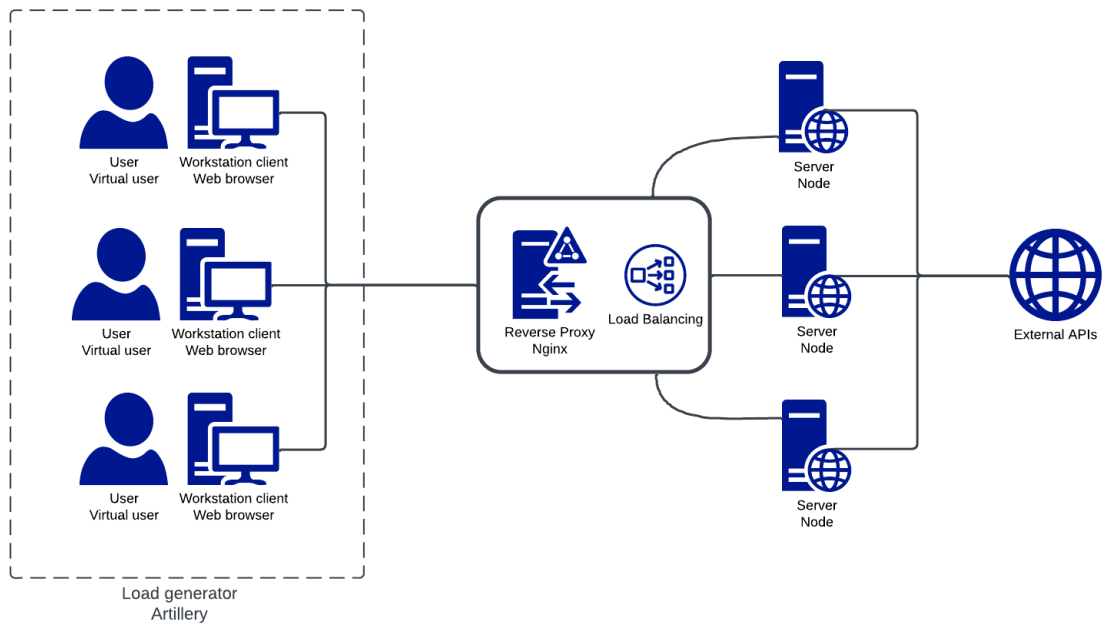 User
Virtual user
Workstation client
Web browser
User
Virtual user
Workstation client
Web browser
User
Virtual user
Workstation client
Web browser
Load generator
Artillery
Reverse Proxy
Nginx
Load Balancing
Server
Node
Server
Node
Server
Node
External APIs